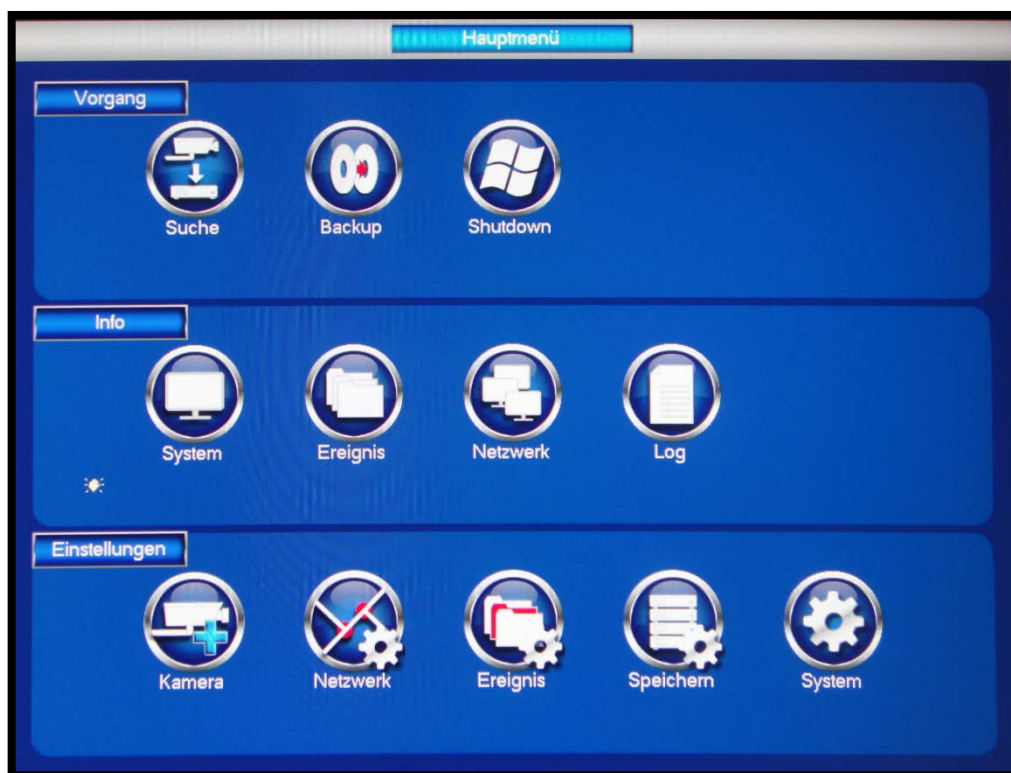 Hauptmenü
Vorgang
Suche Backup Shutdown
Info
System Ereignis Netzwerk Log
Einstellungen
Kamera Netzwerk Ereignis Speichern System